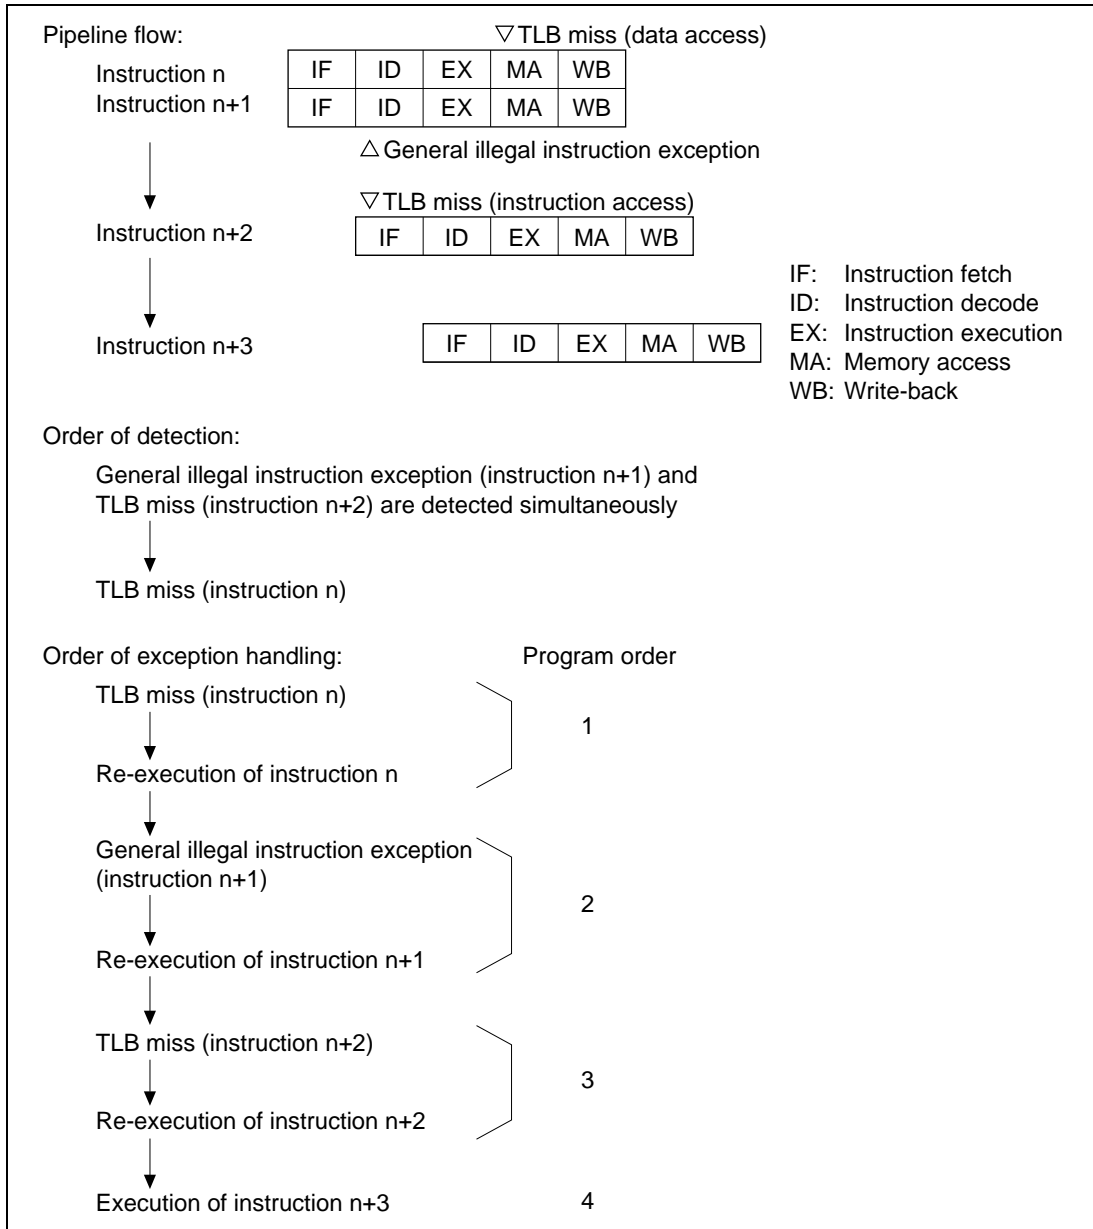 Pipeline flow:
▽TLB miss (data access)
Instruction n IF ID EX MA WB
Instruction n+1 IF ID EX MA WB
△General illegal instruction exception
▽TLB miss (instruction access)
Instruction n+2 IF ID EX MA WB
IF: Instruction fetch
ID: Instruction decode
Instruction n+3 IF ID EX MA WB
EX: Instruction execution
MA: Memory access
WB: Write-back
Order of detection:
General illegal instruction exception (instruction n+1) and
TLB miss (instruction n+2) are detected simultaneously
TLB miss (instruction n)
Order of exception handling: Program order
TLB miss (instruction n)
1
Re-execution of instruction n
General illegal instruction exception
(instruction n+1)
2
Re-execution of instruction n+1
TLB miss (instruction n+2)
3
Re-execution of instruction n+2
Execution of instruction n+3 4